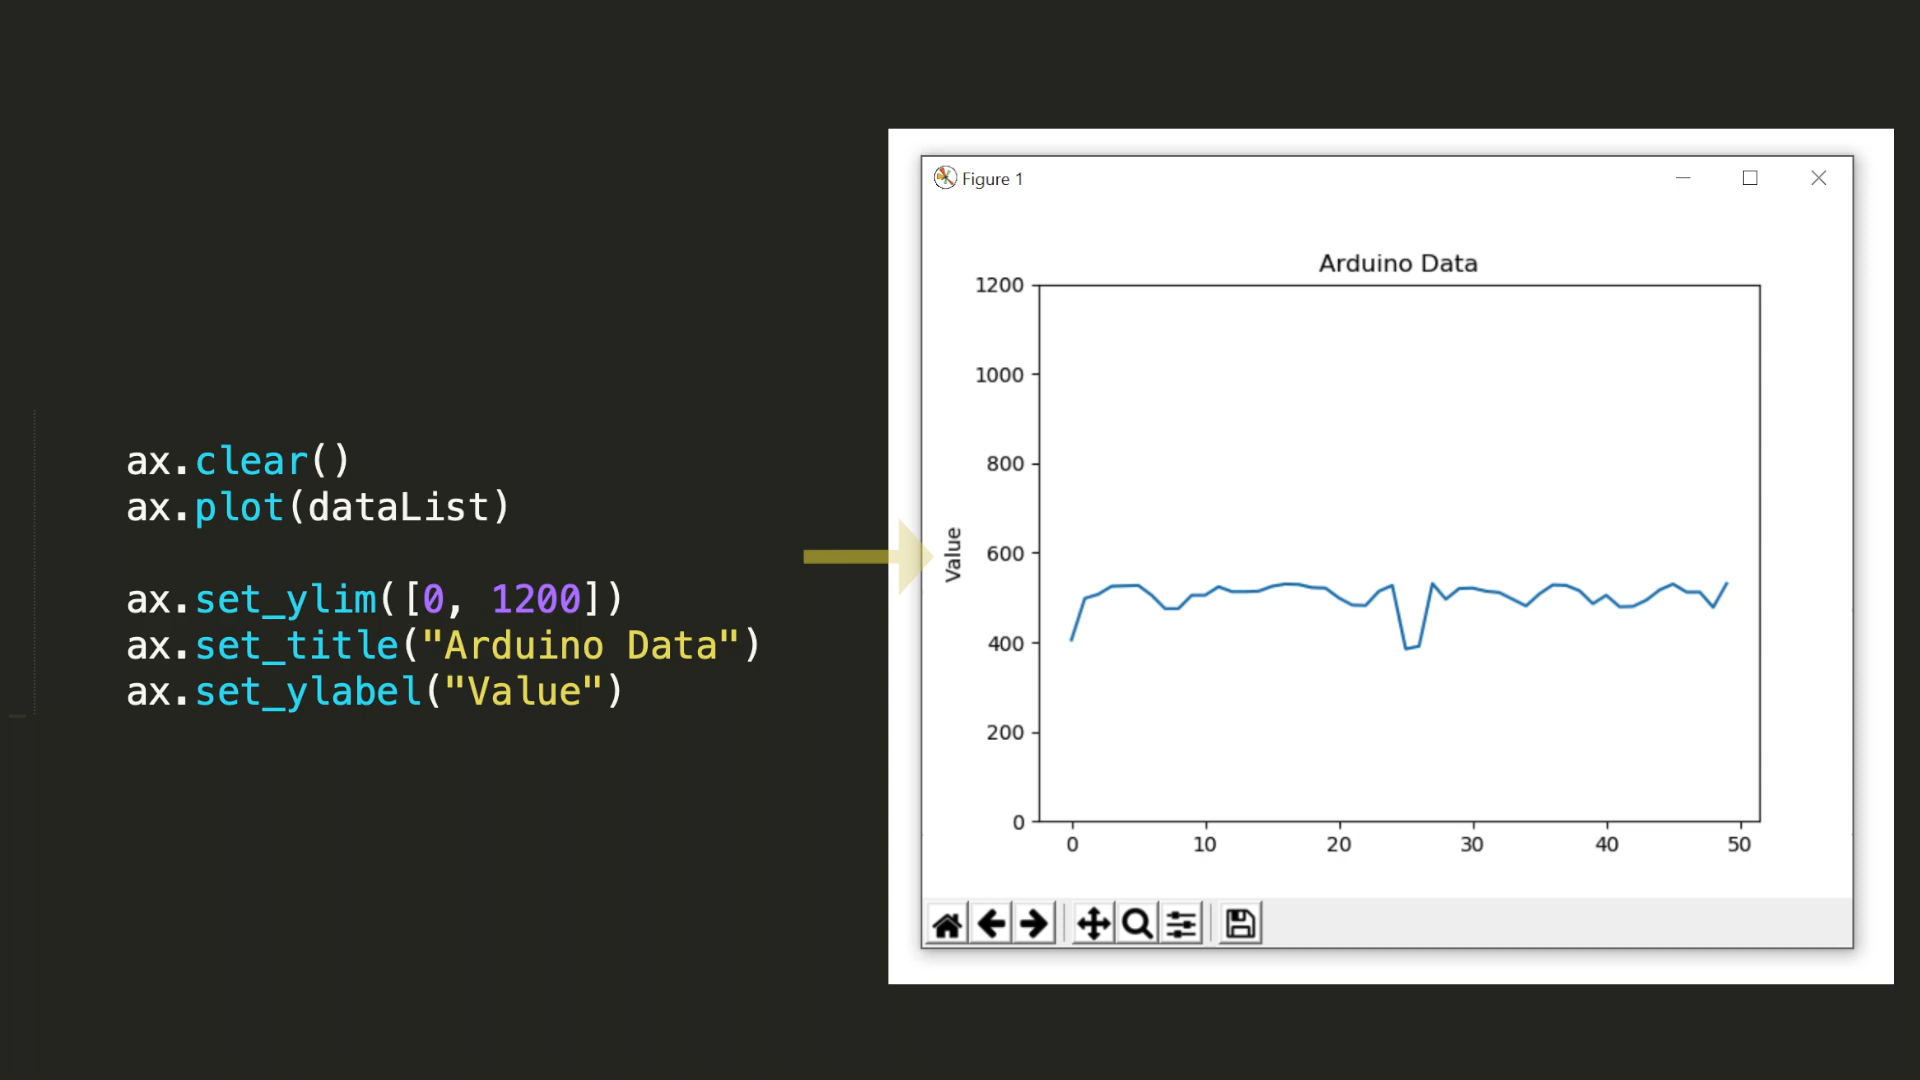 ax.clear()
ax.plot(dataList)
ax.set_ylim([0, 1200])
ax.set_title("Arduino Data")
ax.set_ylabel("Value")
Figure 1
Arduino Data
1200
1000
800
600
400
200
0
Value
0 10 20 30 40 50